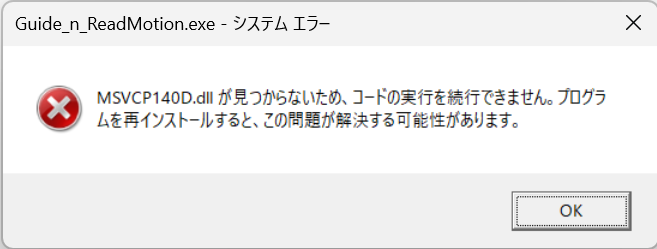 Guide_n_ReadMotion.exe - システム エラー
MSVCP140D.dll が見つからないため、コードの実行を続行できません。プログラ
ムを再インストールすると、この問題が解決する可能性があります。
OK